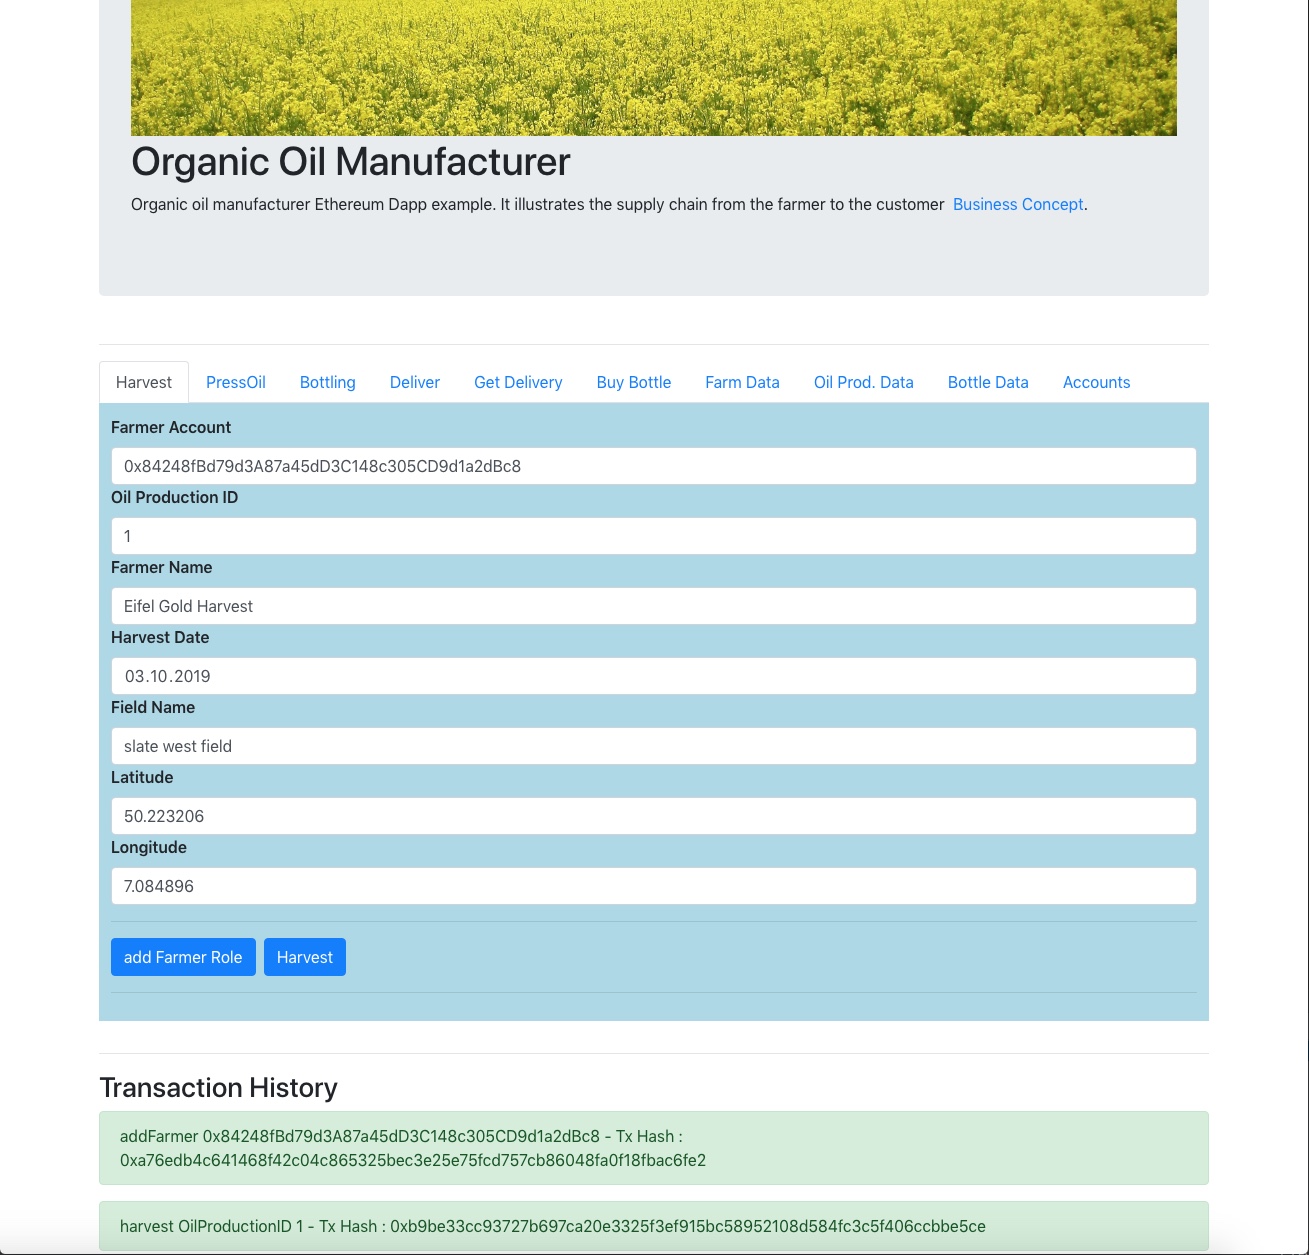 Organic Oil Manufacturer
Organic oil manufacturer Ethereum Dapp example. It illustrates the supply chain from the farmer to the customer Business Concept.
Harvest PressOil Bottling Deliver Get Delivery Buy Bottle Farm Data Oil Prod. Data Bottle Data Accounts
Farmer Account
0x84248fBd79d3A87a45dD3C148c305CD9d1a2dBc8
Oil Production ID
1
Farmer Name
Eifel Gold Harvest
Harvest Date
03.10.2019
Field Name
slate west field
Latitude
50.223206
Longitude
7.084896
add Farmer Role Harvest
Transaction History
addFarmer 0x84248fBd79d3A87a45dD3C148c305CD9d1a2dBc8 - Tx Hash :
0xa76edb4c641468f42c04c865325bec3e25e75fcd757cb86048fa0f18fbac6fe2
harvest OilProductionID 1 - Tx Hash : 0xb9be33cc93727b697ca20e3325f3ef915bc58952108d584fc3c5f406ccbbe5ce